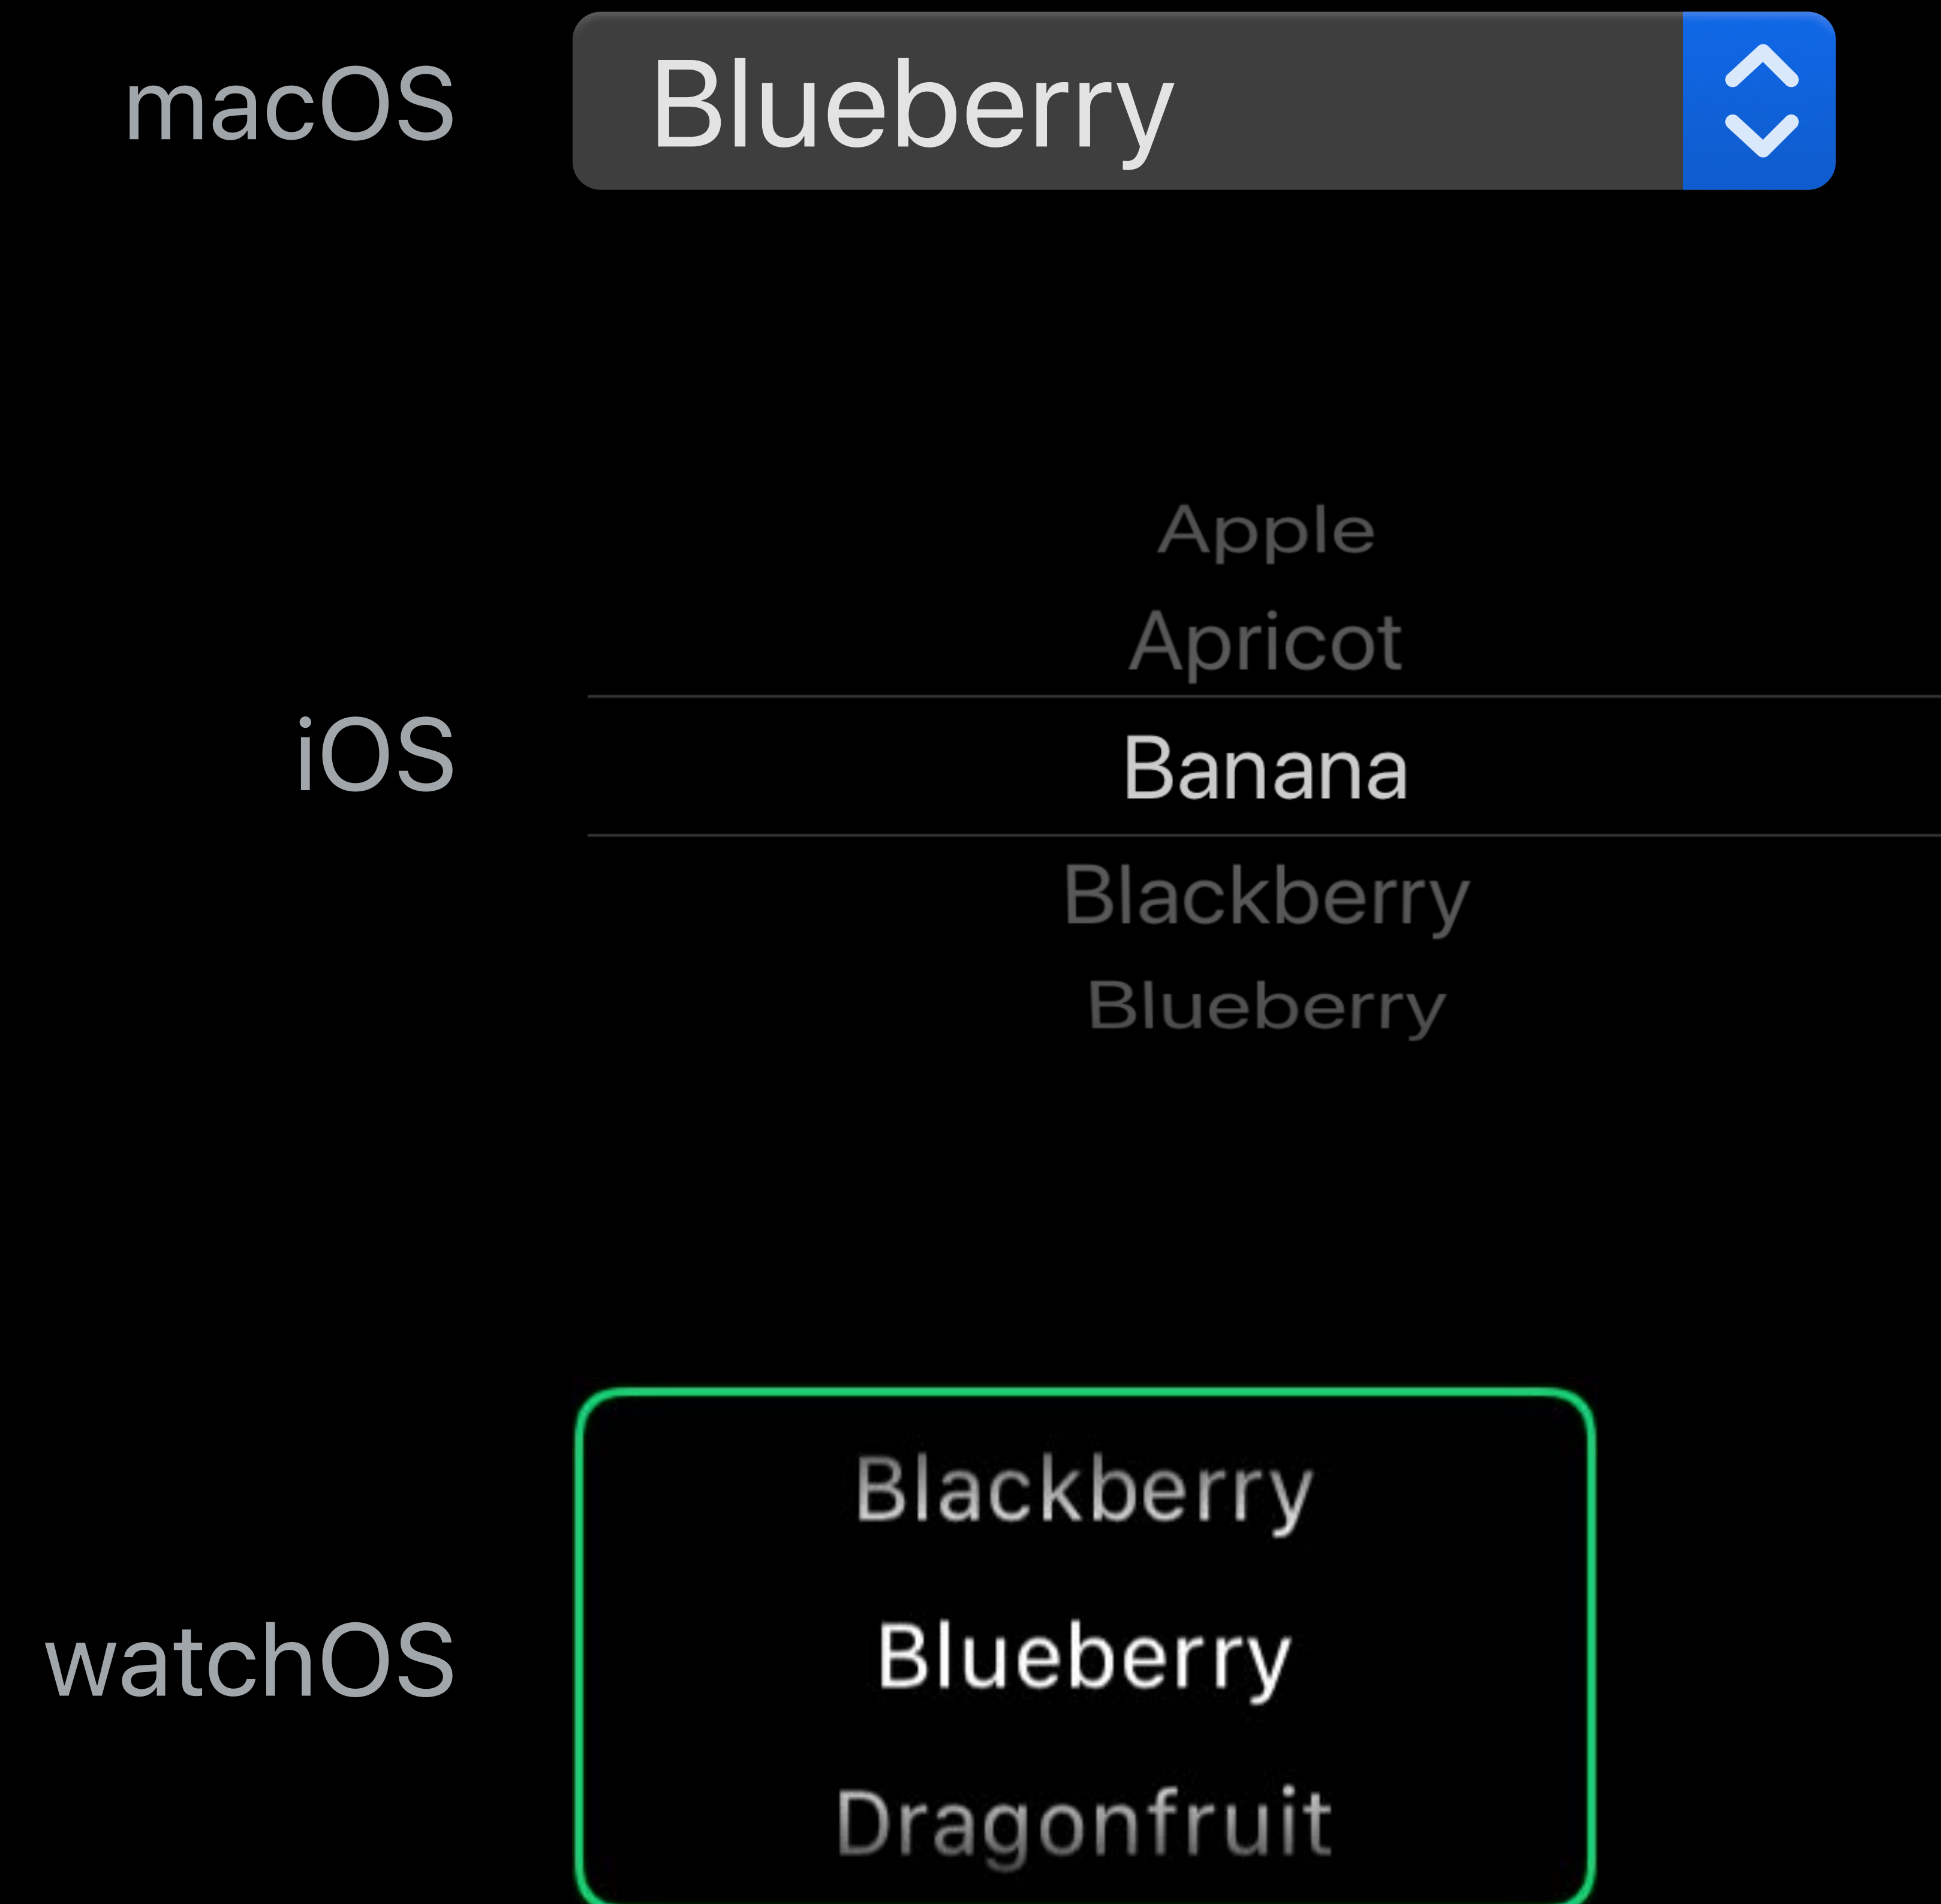 macOS Blueberry
Apple
Apricot
iOS Banana
Blackberry
Blueberry
Blackberry
watchOS Blueberry
Dragonfruit